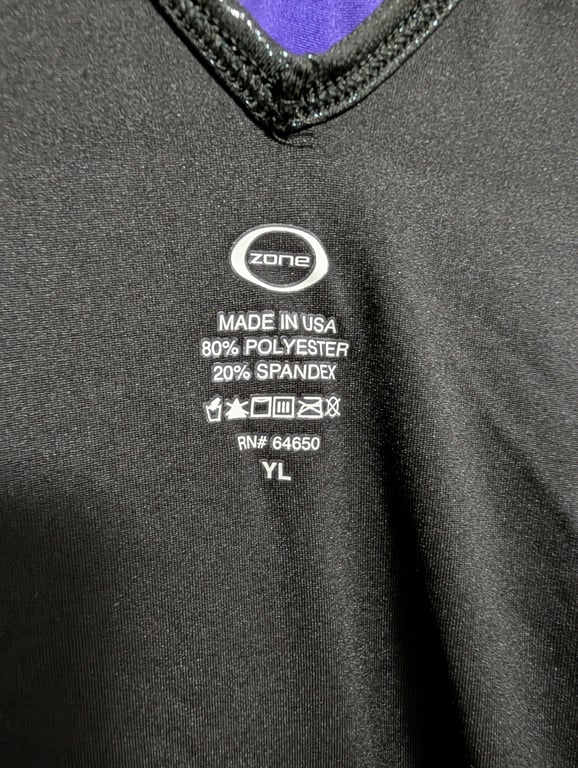 zone
MADE IN USA
80% POLYESTER
20% SPANDEX
RN# 64650
YL